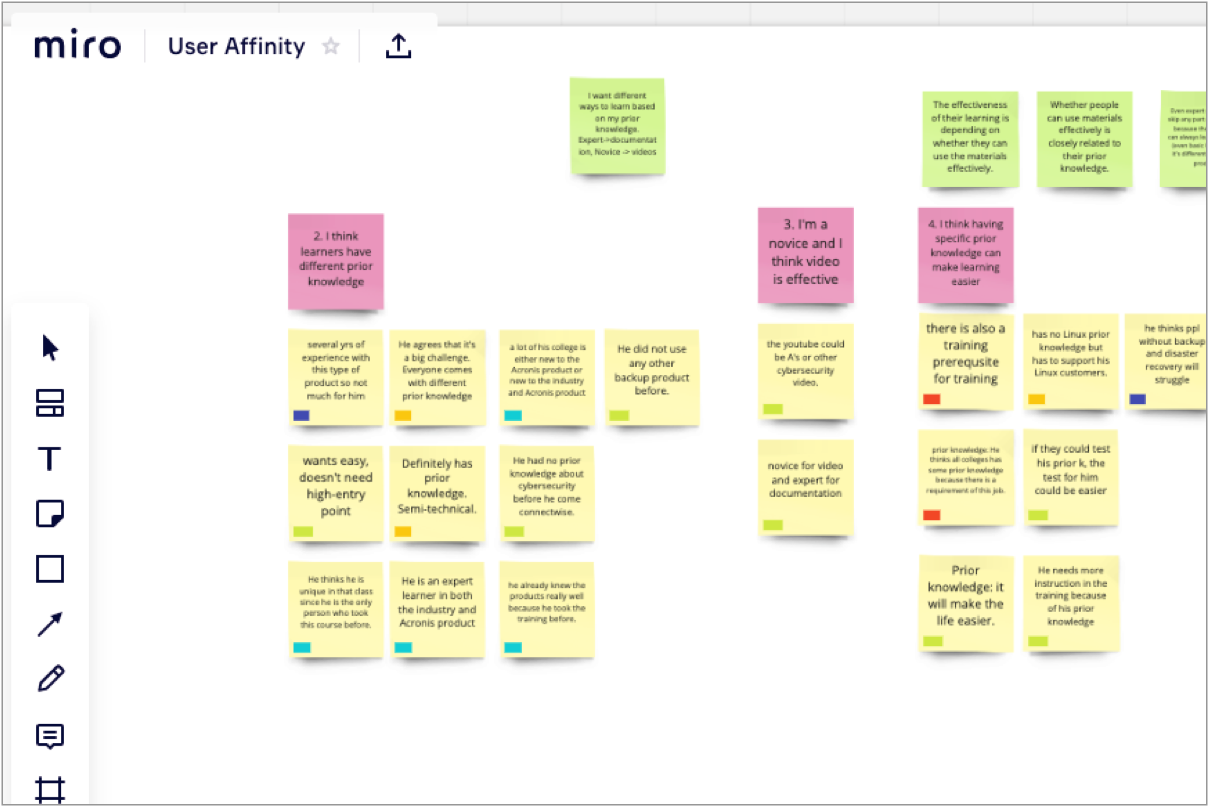 miro
User Affinity
I want different
ways to learn based
on my prior
knowledge.
Expert->documentat
ion, Novice -> videos
The effectiveness
of their learning is
depending on
whether they can
use the materials
effectively.
Whether people
can use materials
effectively is
closely related to
their prior
knowledge.
Even expert
skip any part
because th
can always le
(even basic
it's different
2. I think
learners have
different prior
knowledge
3. I'm a
novice and I
think video
is effective
4. I think having
specific prior
knowledge can
make learning
easier
several yrs of
experience with
this type of
product so not
much for him
He agrees that it's
a big challenge.
Everyone comes
with different
prior knowledge
a lot of his college is
either new to the
Acronis product or
new to the industry
and Acronis product
He did not use
any other
backup product
before.
the youtube could
be A's or other
cybersecurity
video.
there is also a
training
prerequsite
for training
has no Linux prior
knowledge but
has to support his
Linux customers.
he thinks ppl
without backup
and disaster
recovery will
struggle
wants easy,
doesn't need
high-entry
point
Definitely has
prior
knowledge.
Semi-technical.
He had no prior
knowledge about
cybersecurity
before he come
connectwise.
novice for video
and expert for
documentation
prior knowledge: He
thinks all colleges has
some prior knowledge
because there is a
requirement of this job.
if they could test
his prior k, the
test for him
could be easier
He thinks he is
unique in that class
since he is the only
person who took
this course before.
He is an expert
learner in both
the industry and
Acronis product
he already knew the
products really well
because he took the
training before.
Prior
knowledge: it
will make the
life easier.
He needs more
instruction in the
training because
of his prior
knowledge
T